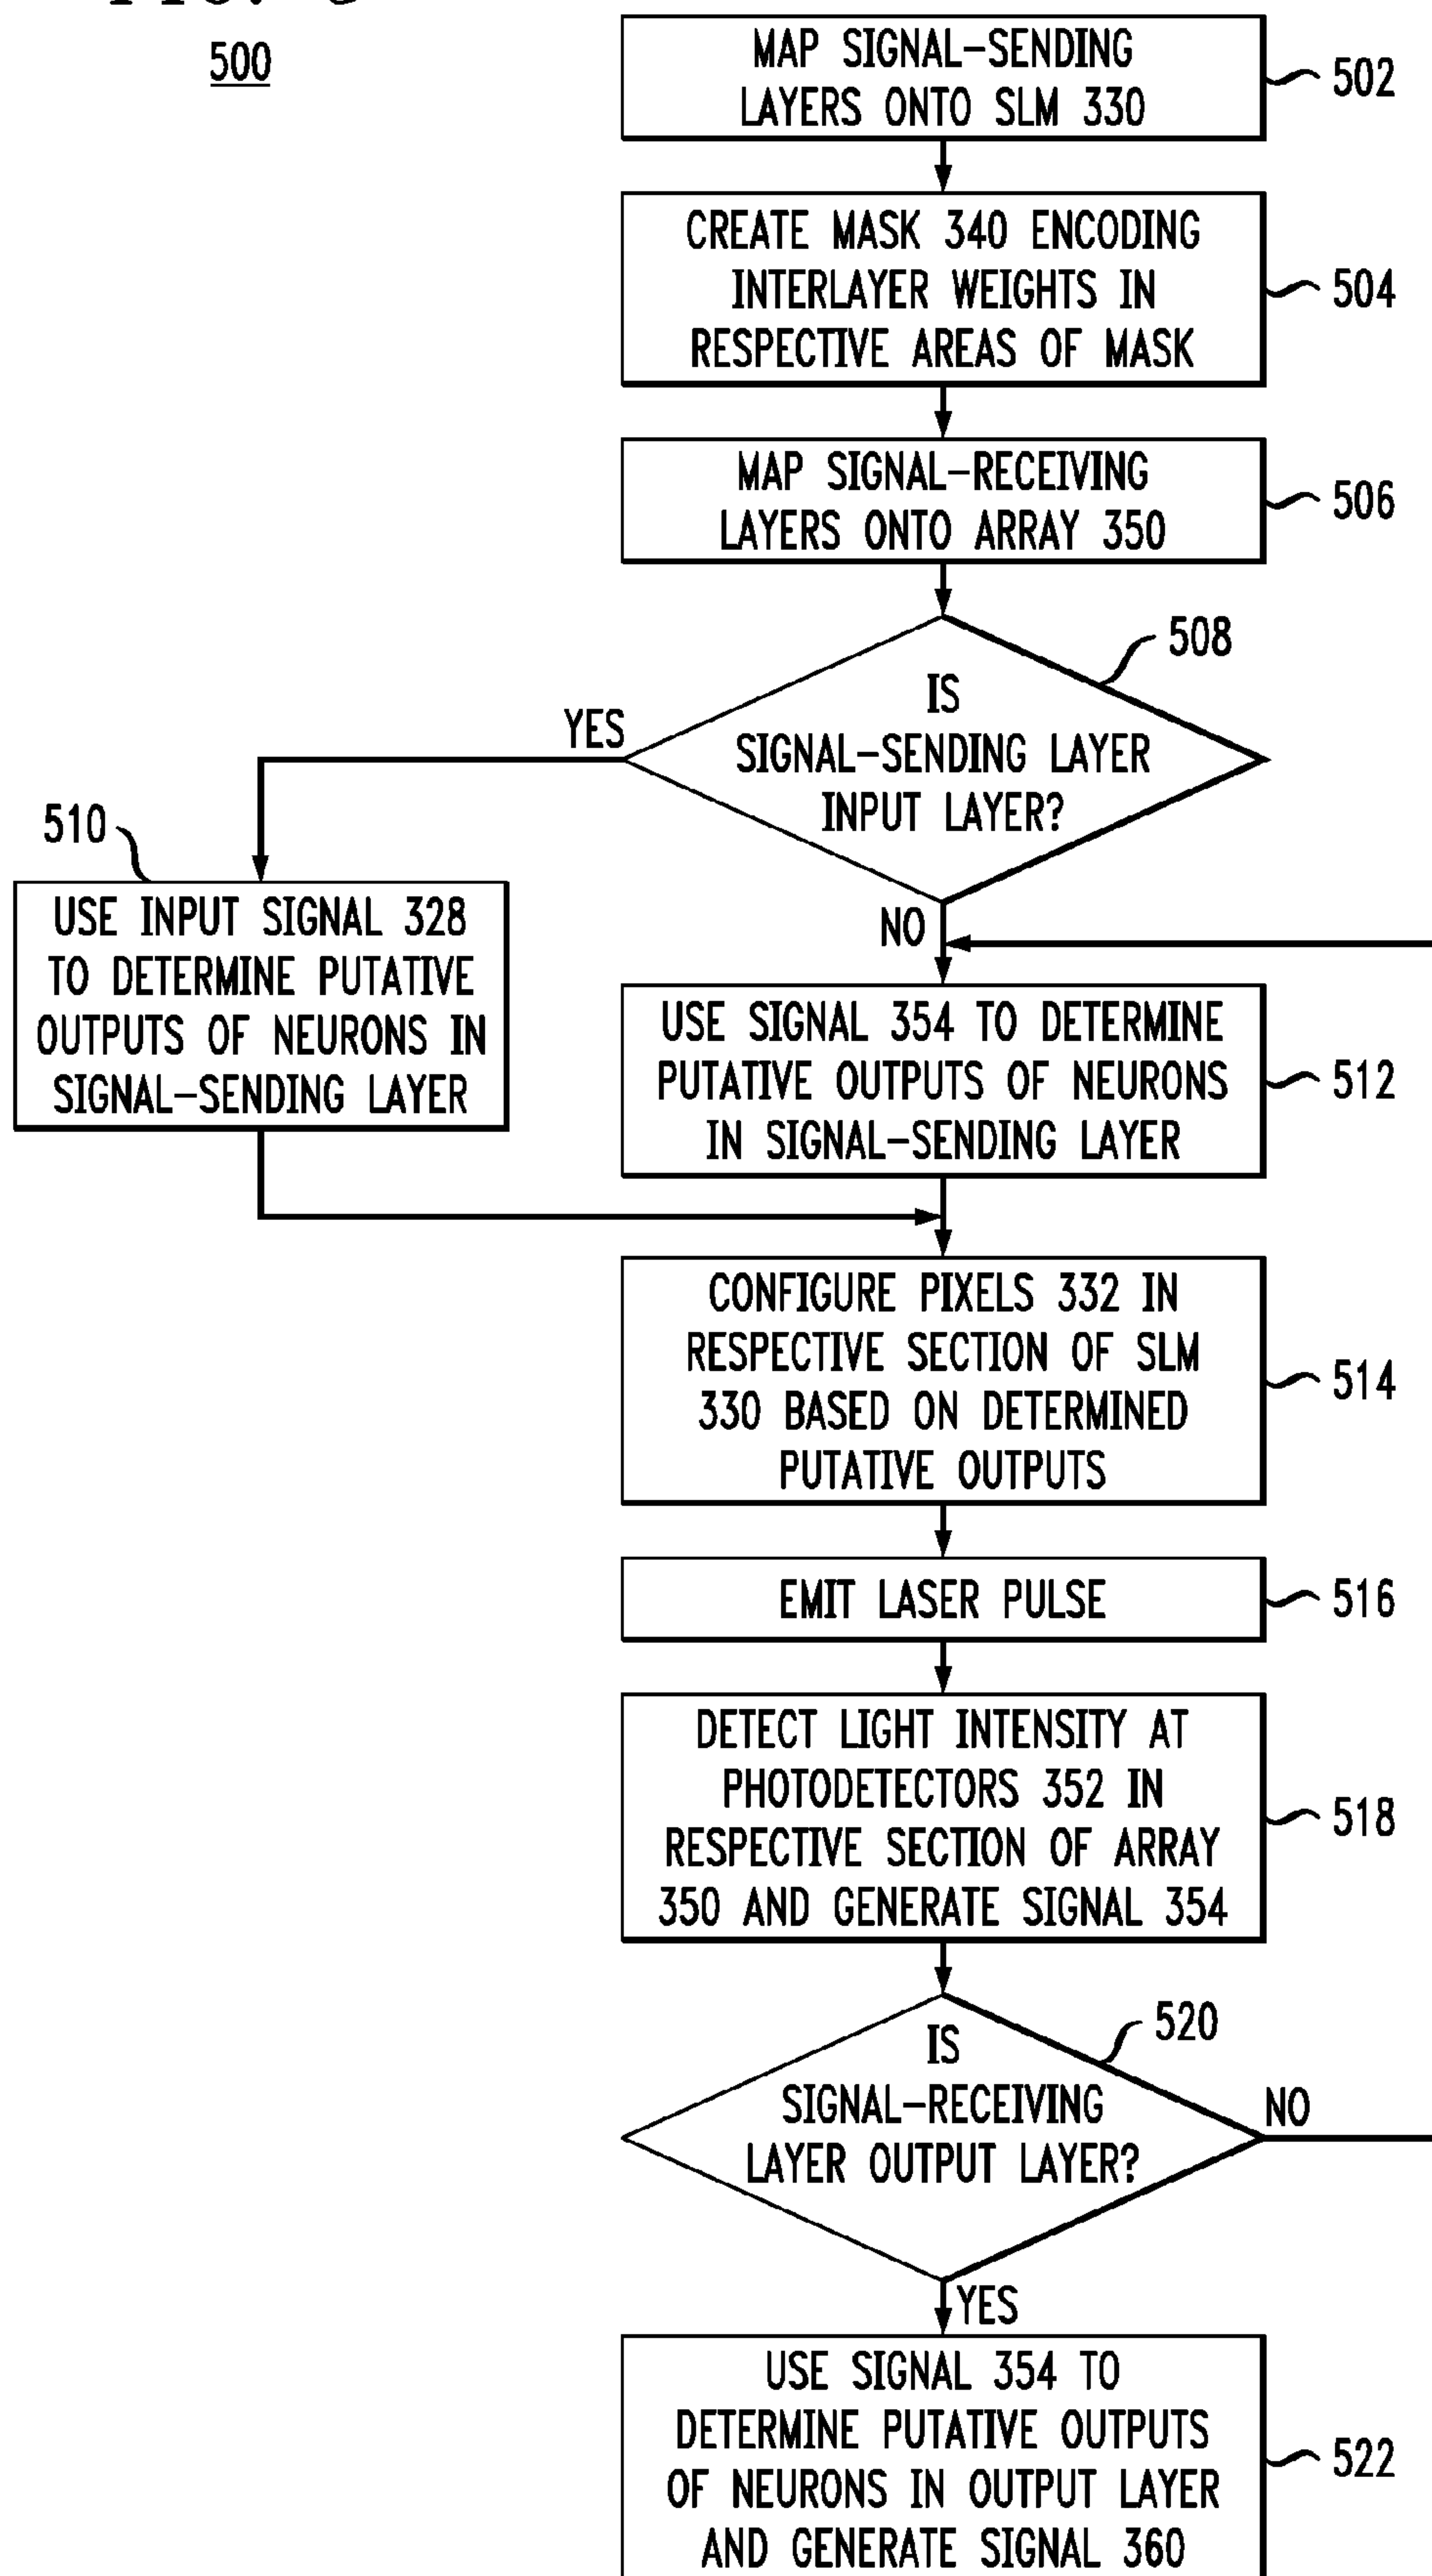 500
MAP SIGNAL-SENDING
LAYERS ONTO SLM 330
502
CREATE MASK 340 ENCODING
INTERLAYER WEIGHTS IN
RESPECTIVE AREAS OF MASK
504
MAP SIGNAL-RECEIVING
LAYERS ONTO ARRAY 350
506
508
IS
SIGNAL-SENDING LAYER
INPUT LAYER?
YES
NO
510
USE INPUT SIGNAL 328
TO DETERMINE PUTATIVE
OUTPUTS OF NEURONS IN
SIGNAL-SENDING LAYER
USE SIGNAL 354 TO DETERMINE
PUTATIVE OUTPUTS OF NEURONS
IN SIGNAL-SENDING LAYER
512
CONFIGURE PIXELS 332 IN
RESPECTIVE SECTION OF SLM
330 BASED ON DETERMINED
PUTATIVE OUTPUTS
514
EMIT LASER PULSE
516
DETECT LIGHT INTENSITY AT
PHOTODETECTORS 352 IN
RESPECTIVE SECTION OF ARRAY
350 AND GENERATE SIGNAL 354
518
520
IS
SIGNAL-RECEIVING
LAYER OUTPUT LAYER?
NO
YES
USE SIGNAL 354 TO
DETERMINE PUTATIVE OUTPUTS
OF NEURONS IN OUTPUT LAYER
AND GENERATE SIGNAL 360
522